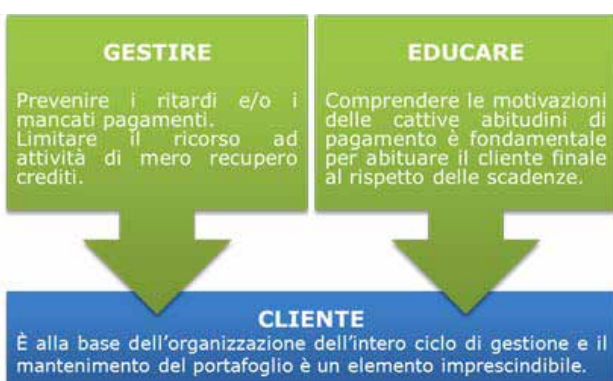 GESTIRE
Prevenire i ritardi e/o i
mancati pagamenti.
Limitare il ricorso ad
attività di mero recupero
crediti.
EDUCARE
Comprendere le motivazioni
delle cattive abitudini di
pagamento è fondamentale
per abituare il cliente finale
al rispetto delle scadenze.
CLIENTE
È alla base dell'organizzazione dell'intero ciclo di gestione e il
mantenimento del portafoglio è un elemento imprescindibile.